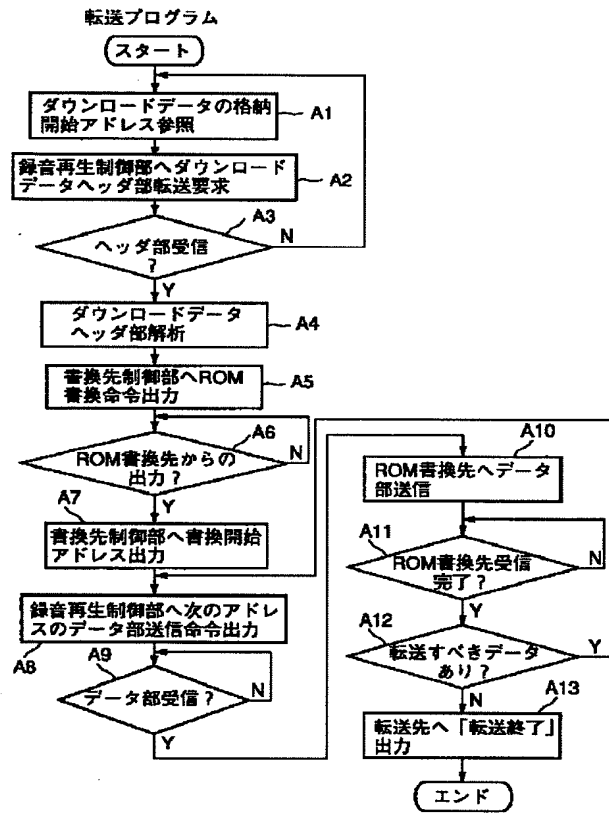 転送プログラム
スタート
ダウンロードデータの格納
開始アドレス参照
A1
録音再生制御部へダウンロード
データヘッダ部転送要求
A2
A3
ヘッダ部受信
?
N
Y
ダウンロードデータ
ヘッダ部解析
A4
書換先制御部へROM
書換命令出力
A5
A6
ROM書換先からの
出力?
N
Y
A7
書換先制御部へ書換開始
アドレス出力
録音再生制御部へ次のアドレ
スのデータ部送信命令出力
A8
A9
データ部受信?
N
Y
A10
ROM書換先へデータ
部送信
A11
ROM書換先受信
完了?
N
Y
A12
転送すべきデータ
あり?
Y
N
A13
転送先へ「転送終了」
出力
エンド